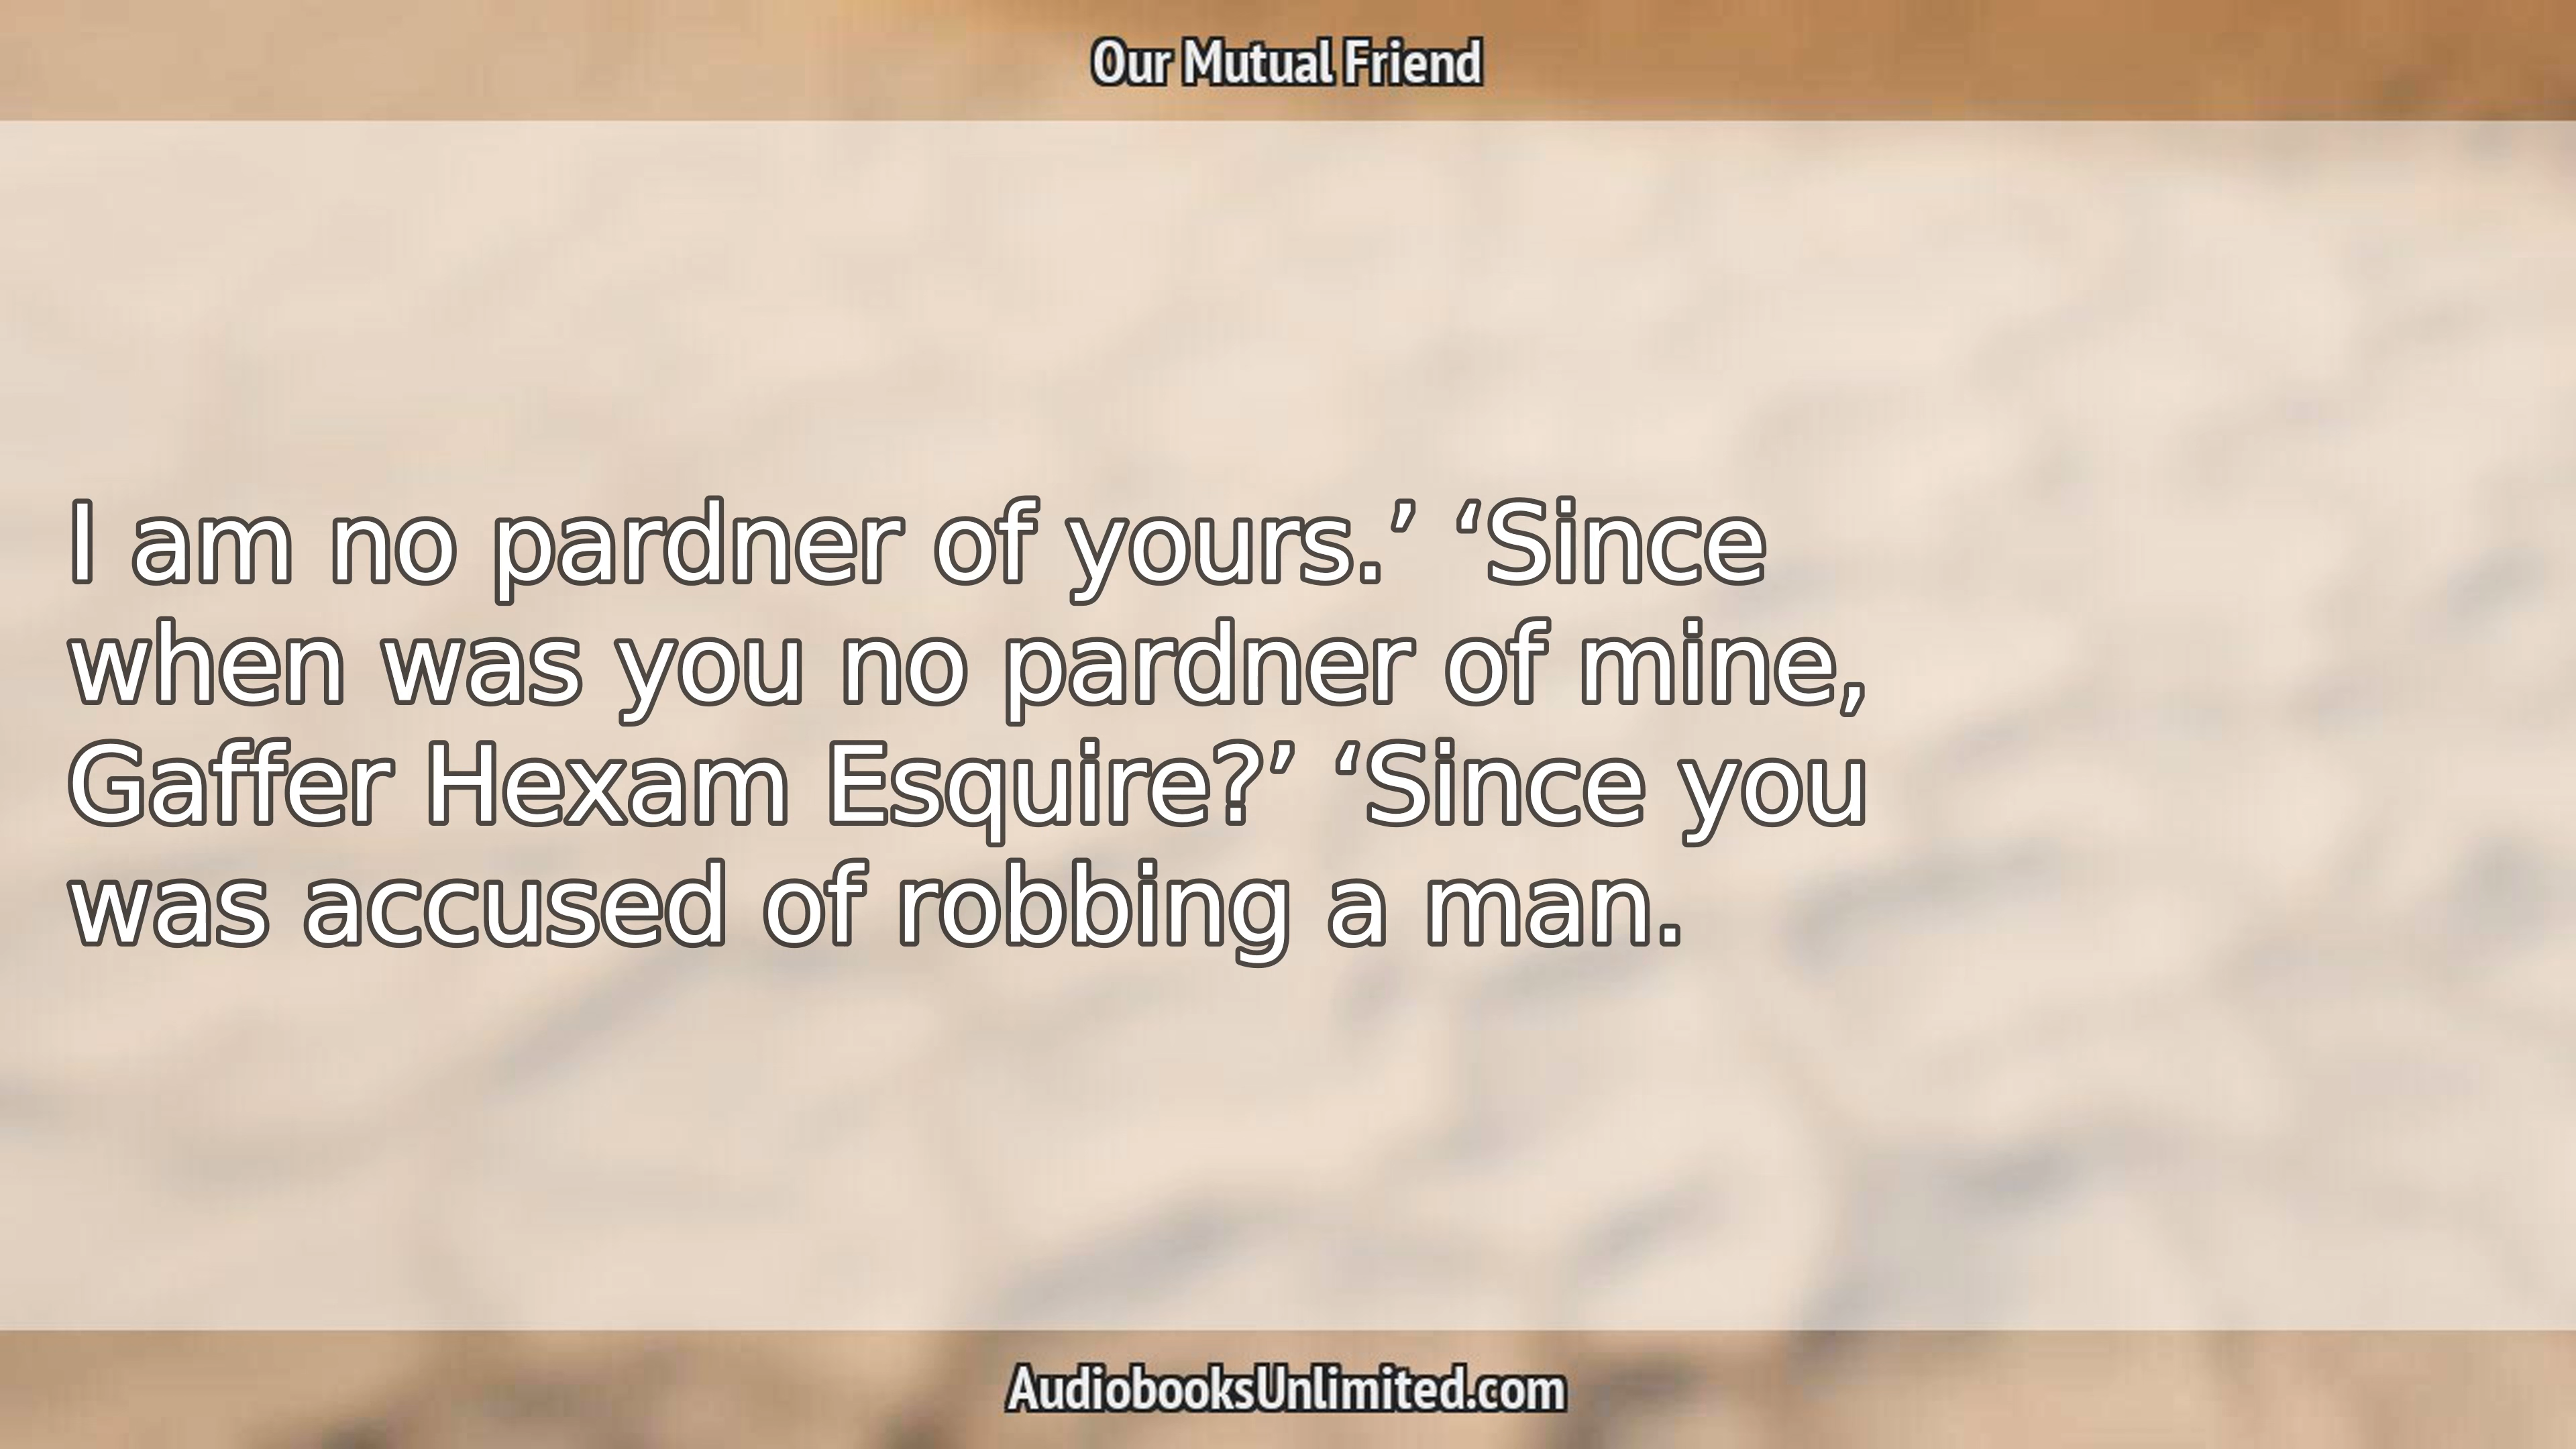 Our Mutual Friend
I am no pardner of yours.’ ‘Since
when was you no pardner of mine,
Gaffer Hexam Esquire?’ ‘Since you
was accused of robbing a man.
AudiobooksUnlimited.com